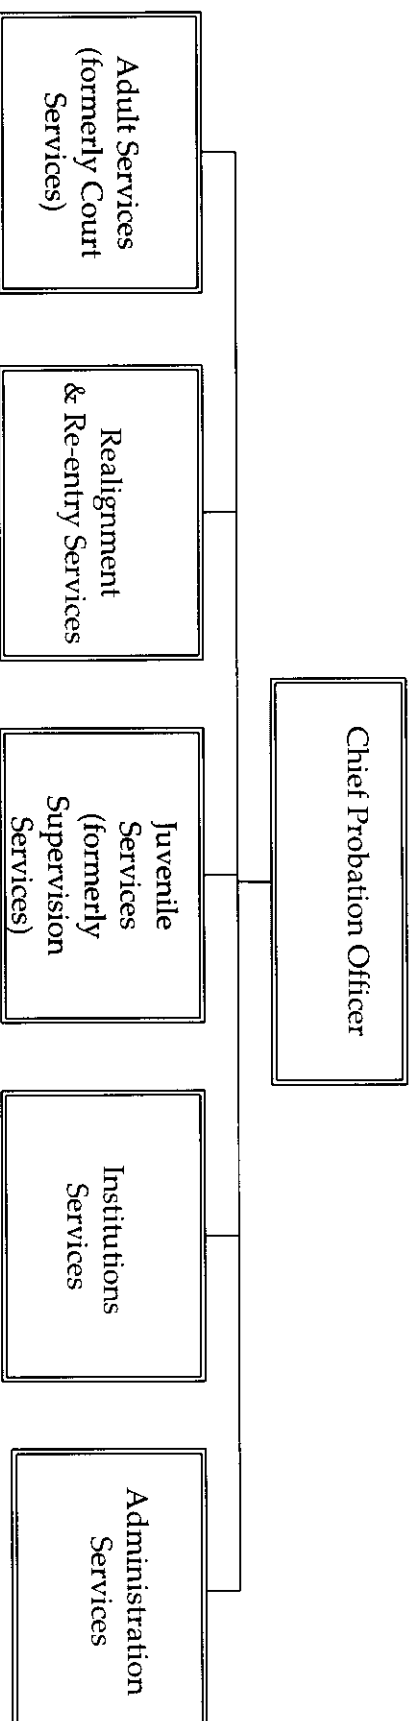 Chief Probation Officer
Adult Services
(formerly Court
Services)
Realignment
& Re-entry Services
Juvenile
Services
(formerly
Supervision
Services)
Institutions
Services
Administration
Services